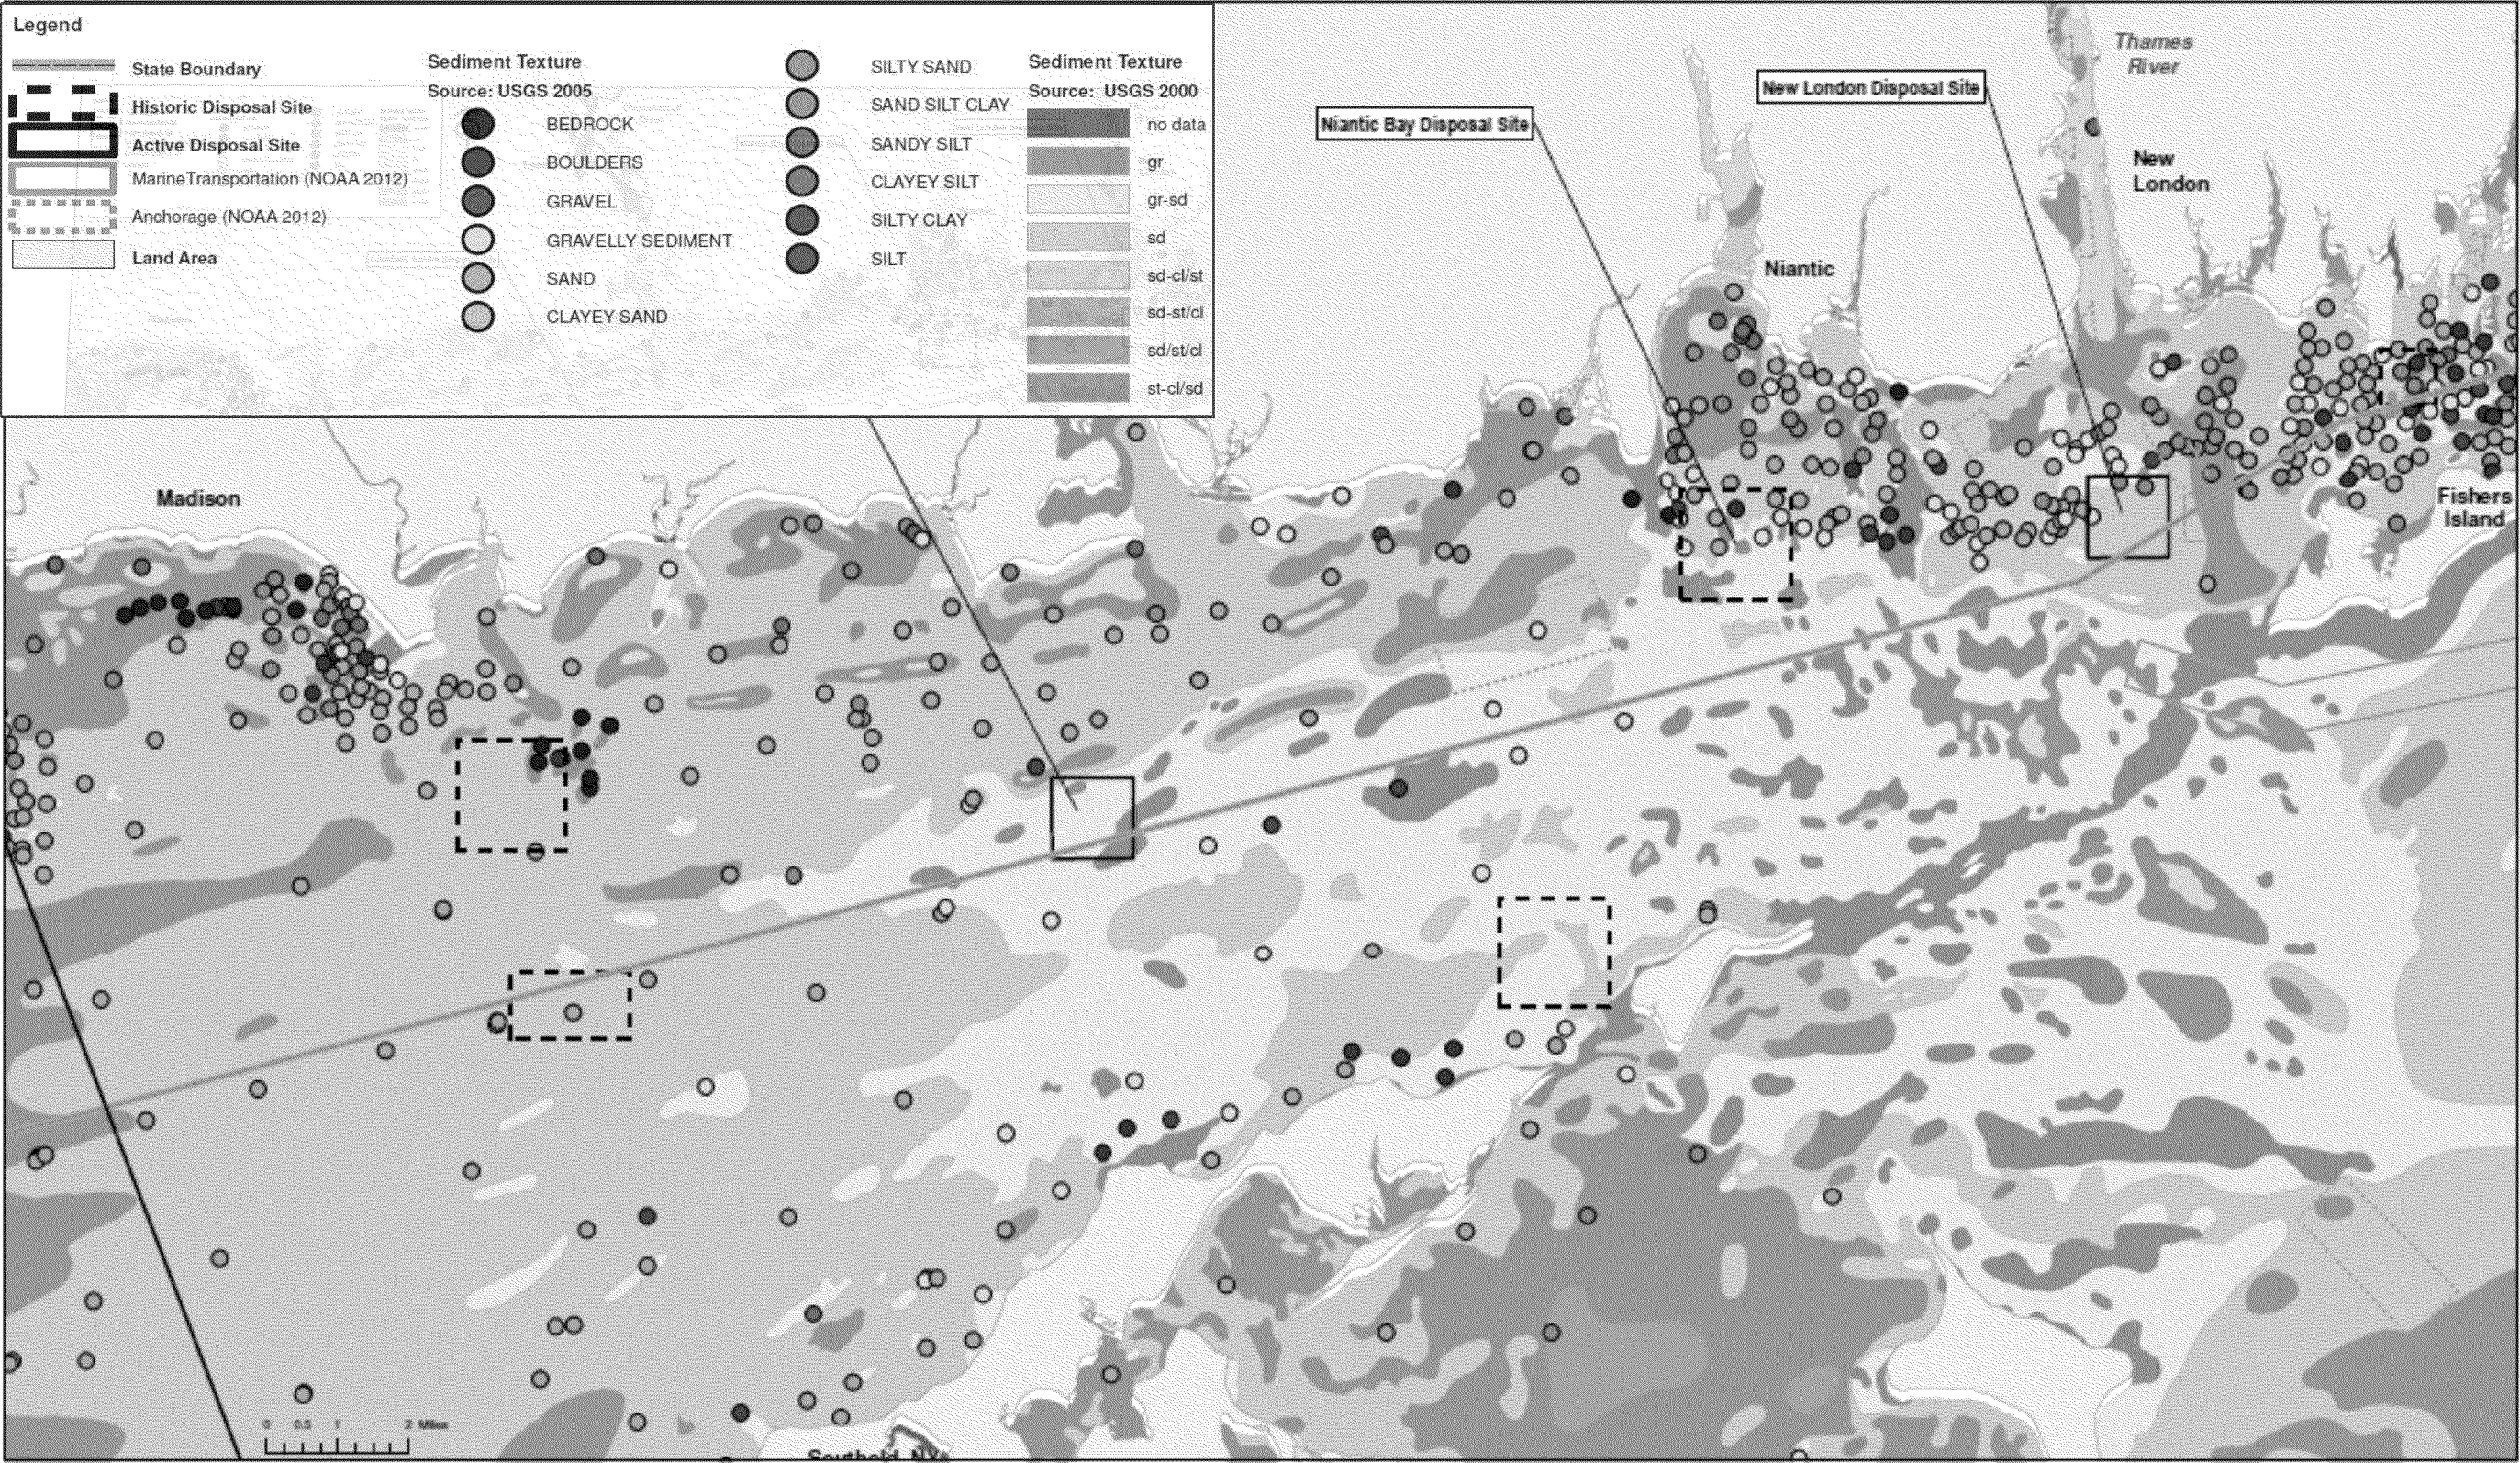 Legend
State Boundary
Historic Disposal Site
Active Disposal Site
MarineTransportation (NOAA 2012)
Anchorage (NOAA 2012)
Land Area
Sediment Texture
Source: USGS 2005
BEDROCK
BOULDERS
GRAVEL
GRAVELLY SEDIMENT
SAND
CLAYEY SAND
SILTY SAND
SAND SILT CLAY
SANDY SILT
CLAYEY SILT
SILTY CLAY
SILT
Sediment Texture
Source: USGS 2000
no data
gr
gr-sd
sd
sd-cl/st
sd-st/cl
sd/st/cl
st-cl/sd
Thames
River
New London Disposal Site
Niantic Bay Disposal Site
New
London
Niantic
Madison
Fishers
Island
0 0.5 1 2 Miles
Southold, NY